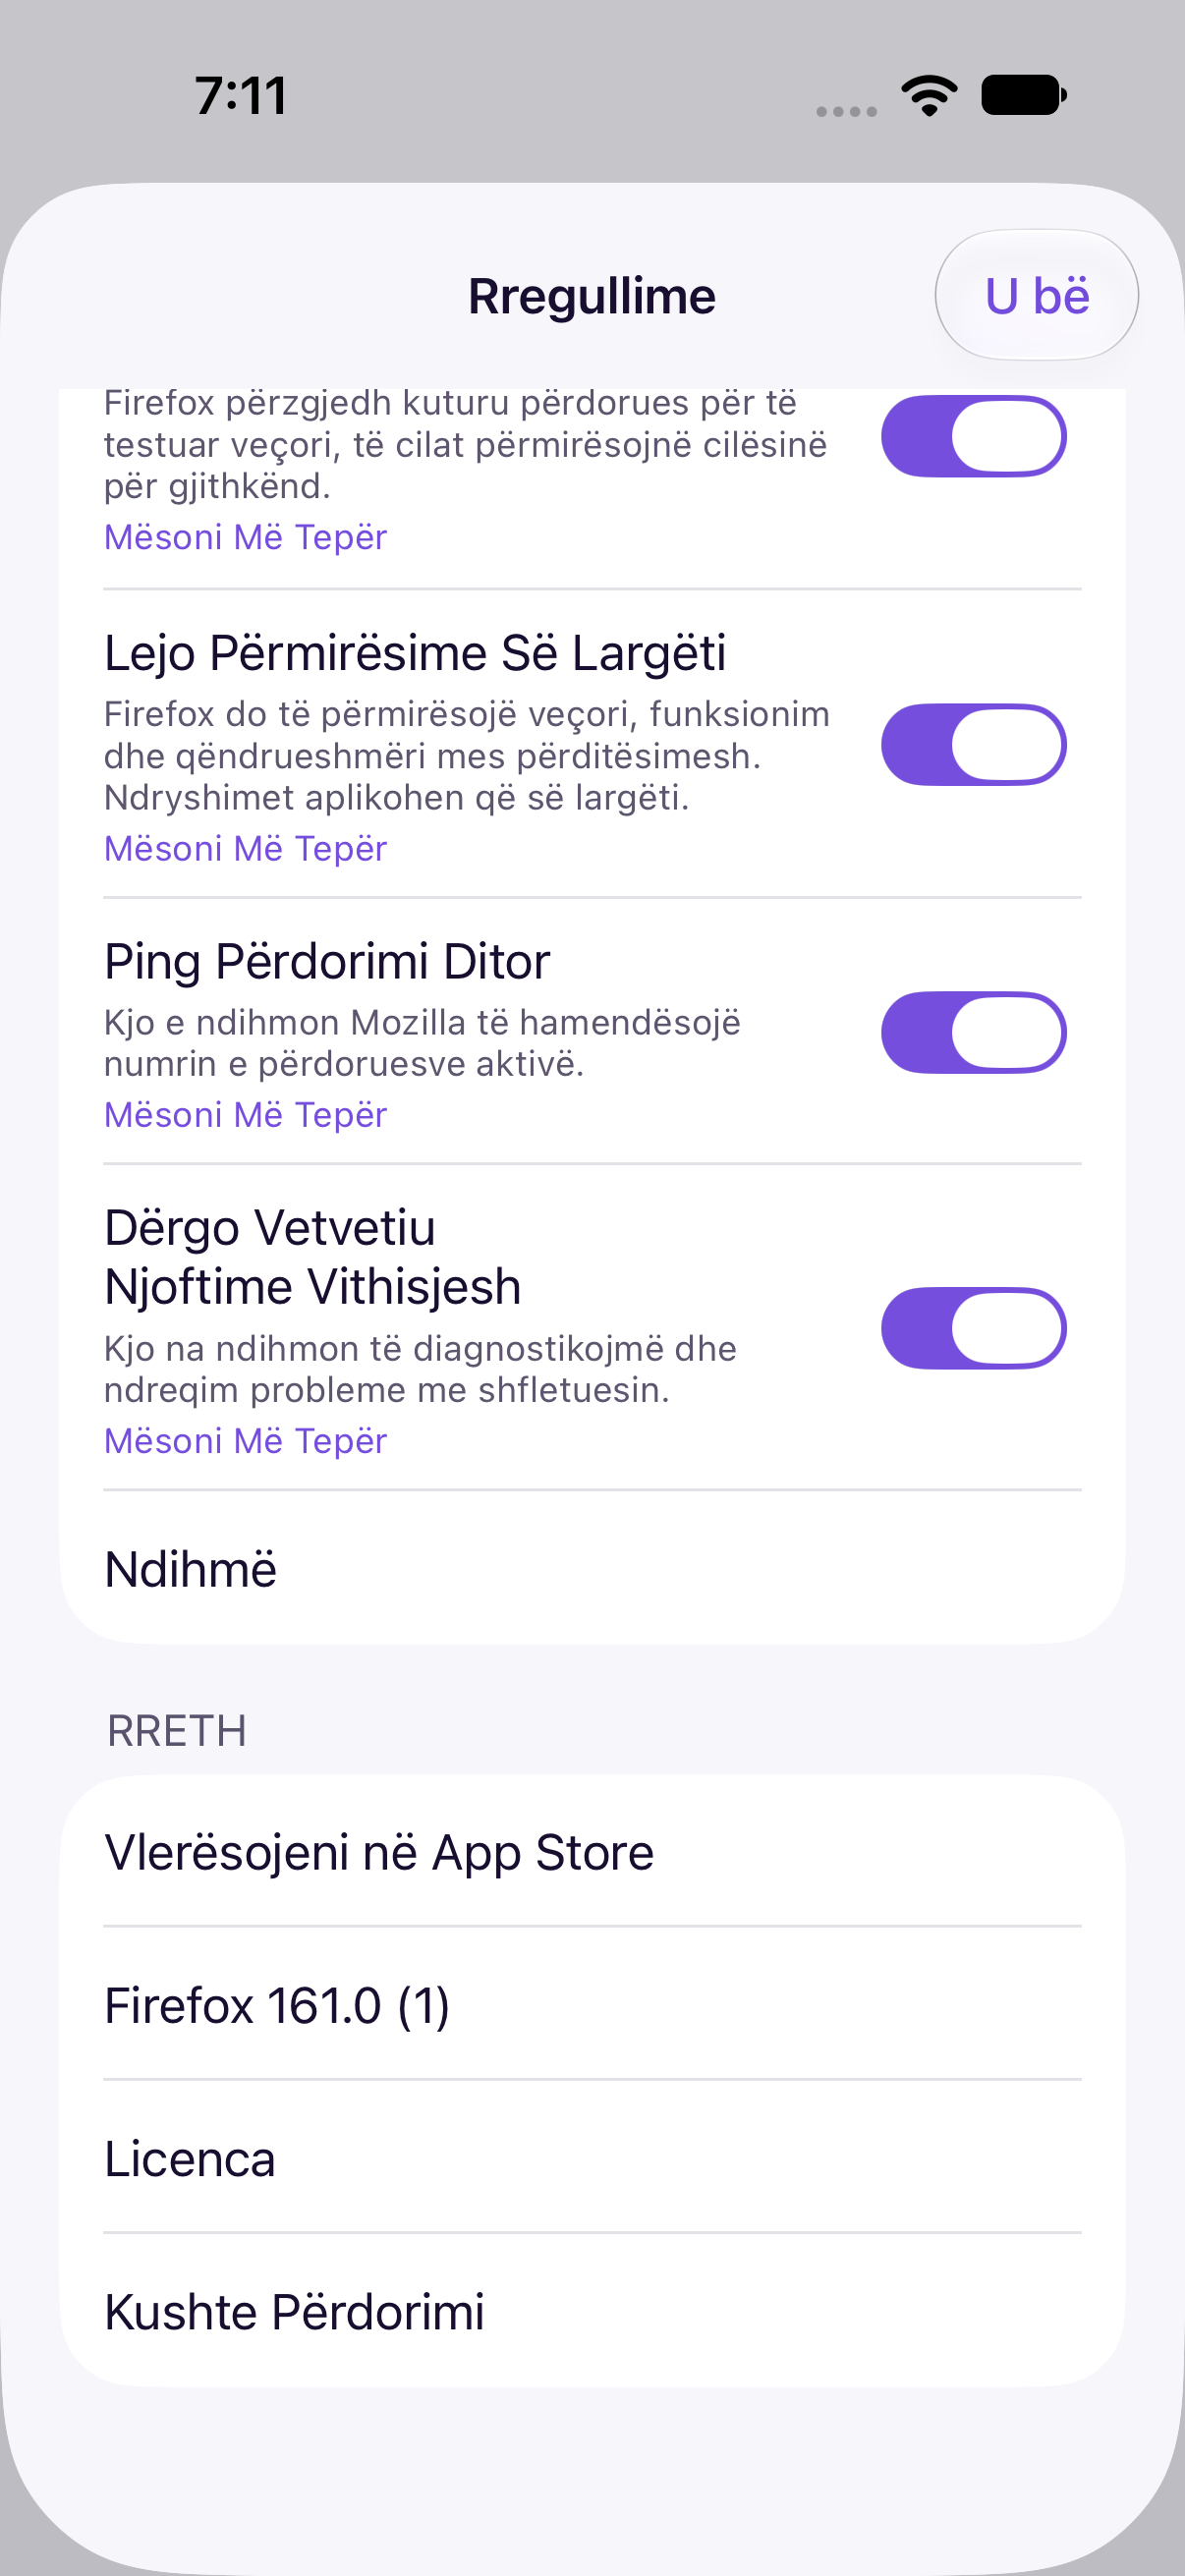 7:11
Rregullime
U bë
Firefox përzgjedh kuturu përdorues për të
testuar veçori, të cilat përmirësojnë cilësinë
për gjithkënd.
Mësoni Më Tepër
Lejo Përmirësime Së Largëti
Firefox do të përmirësojë veçori, funksionim
dhe qëndrueshmëri mes përditësimesh.
Ndryshimet aplikohen që së largëti.
Mësoni Më Tepër
Ping Përdorimi Ditor
Kjo e ndihmon Mozilla të hamendësojë
numrin e përdoruesve aktivë.
Mësoni Më Tepër
Dërgo Vetvetiu
Njoftime Vithisjesh
Kjo na ndihmon të diagnostikojmë dhe
ndreqim probleme me shfletuesin.
Mësoni Më Tepër
Ndihmë
RRETH
Vlerësojeni në App Store
Firefox 161.0 (1)
Licenca
Kushte Përdorimi